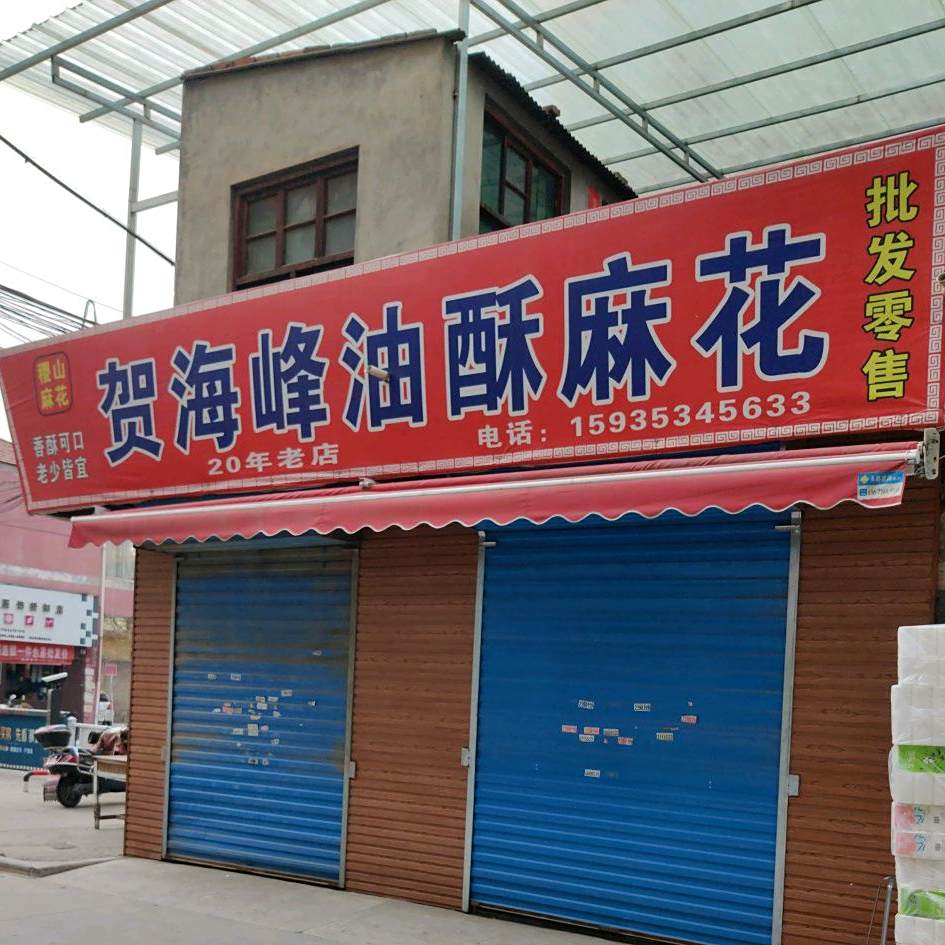 稷山
麻花
香酥可口
老少皆宜
贺海峰油酥麻花
20年老店
电话：15935345633
批发零售